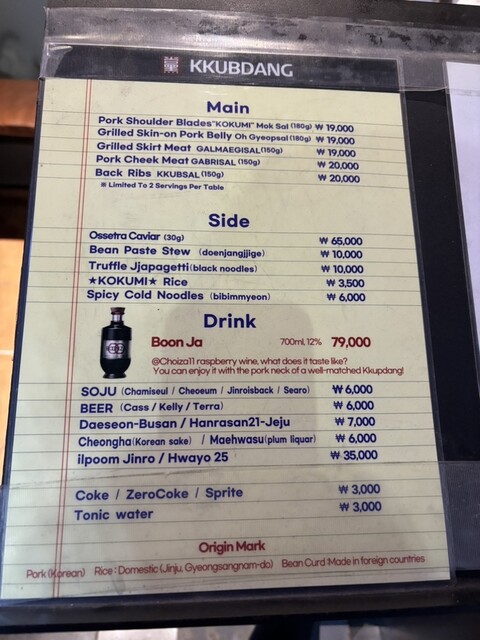 KKUBDANG
Main
Pork Shoulder Blades"KOKUMI" Mok Sal (180g) ₩ 19,000
Grilled Skin-on Pork Belly Oh Gyeopsal (180g) ₩ 19,000
Grilled Skirt Meat GALMAEGISAL (150g) ₩ 19,000
Pork Cheek Meat GABRISAL (150g) ₩ 20,000
Back Ribs KKUBSAL (150g) ₩ 20,000
※ Limited To 2 Servings Per Table
Side
Ossetra Caviar (30g) ₩ 65,000
Bean Paste Stew (doenjangjjige) ₩ 10,000
Truffle Jjapagetti(black noodles) ₩ 10,000
★KOKUMI★ Rice ₩ 3,500
Spicy Cold Noodles (bibimmyeon) ₩ 6,000
Drink
Boon Ja 700ml, 12% 79,000
@Choiza11 raspberry wine, what does it taste like?
You can enjoy it with the pork neck of a well-matched Kkupdang!
SOJU (Chamiseul / Cheoeum / Jinroisback / Searo) ₩ 6,000
BEER (Cass / Kelly / Terra) ₩ 6,000
Daeseon-Busan / Hanrasan21-Jeju ₩ 7,000
Cheongha(Korean sake) / Maehwasu(plum liquar) ₩ 6,000
ilpoom Jinro / Hwayo 25 ₩ 35,000
Coke / ZeroCoke / Sprite ₩ 3,000
Tonic water ₩ 3,000
Origin Mark
Pork (Korean) Rice : Domestic (Jinju, Gyeongsangnam-do) Bean Curd :Made in foreign countries